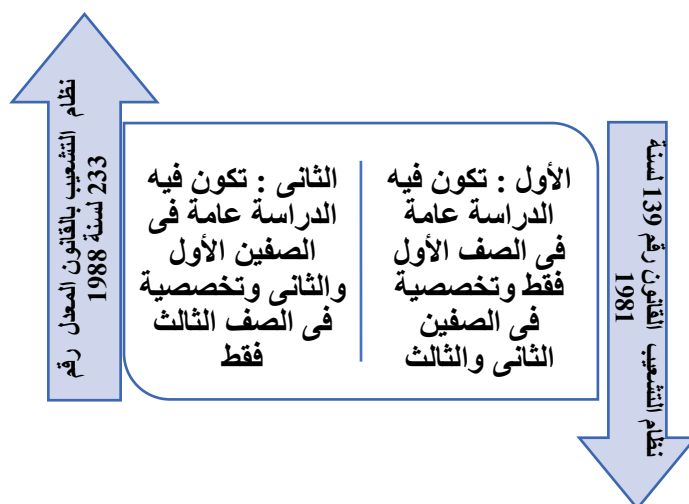 نظام التشعيب القانون رقم 139 لسنة
1981
الأول : تكون فيه
الدراسة عامة
فى الصف الأول
فقط وتخصصية
فى الصفين
الثانى والثالث
الثانى : تكون فيه
الدراسة عامة فى
الصفين الأول
والثانى وتخصصية
فى الصف الثالث
فقط
نظام التشعيب بالقانون المعدل رقم
233 لسنة 1988